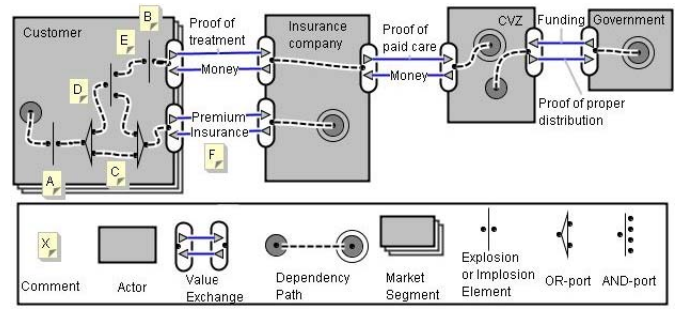 Customer
B
E
D
A
C
Proof of
treatment
Money
Premium
Insurance
F
Insurance
company
Proof of
paid care
Money
CVZ
Funding
Government
Proof of proper
distribution
X
Comment
Actor
Value
Exchange
Dependency
Path
Market
Segment
Explosion
or Implosion
Element
OR-port
AND-port